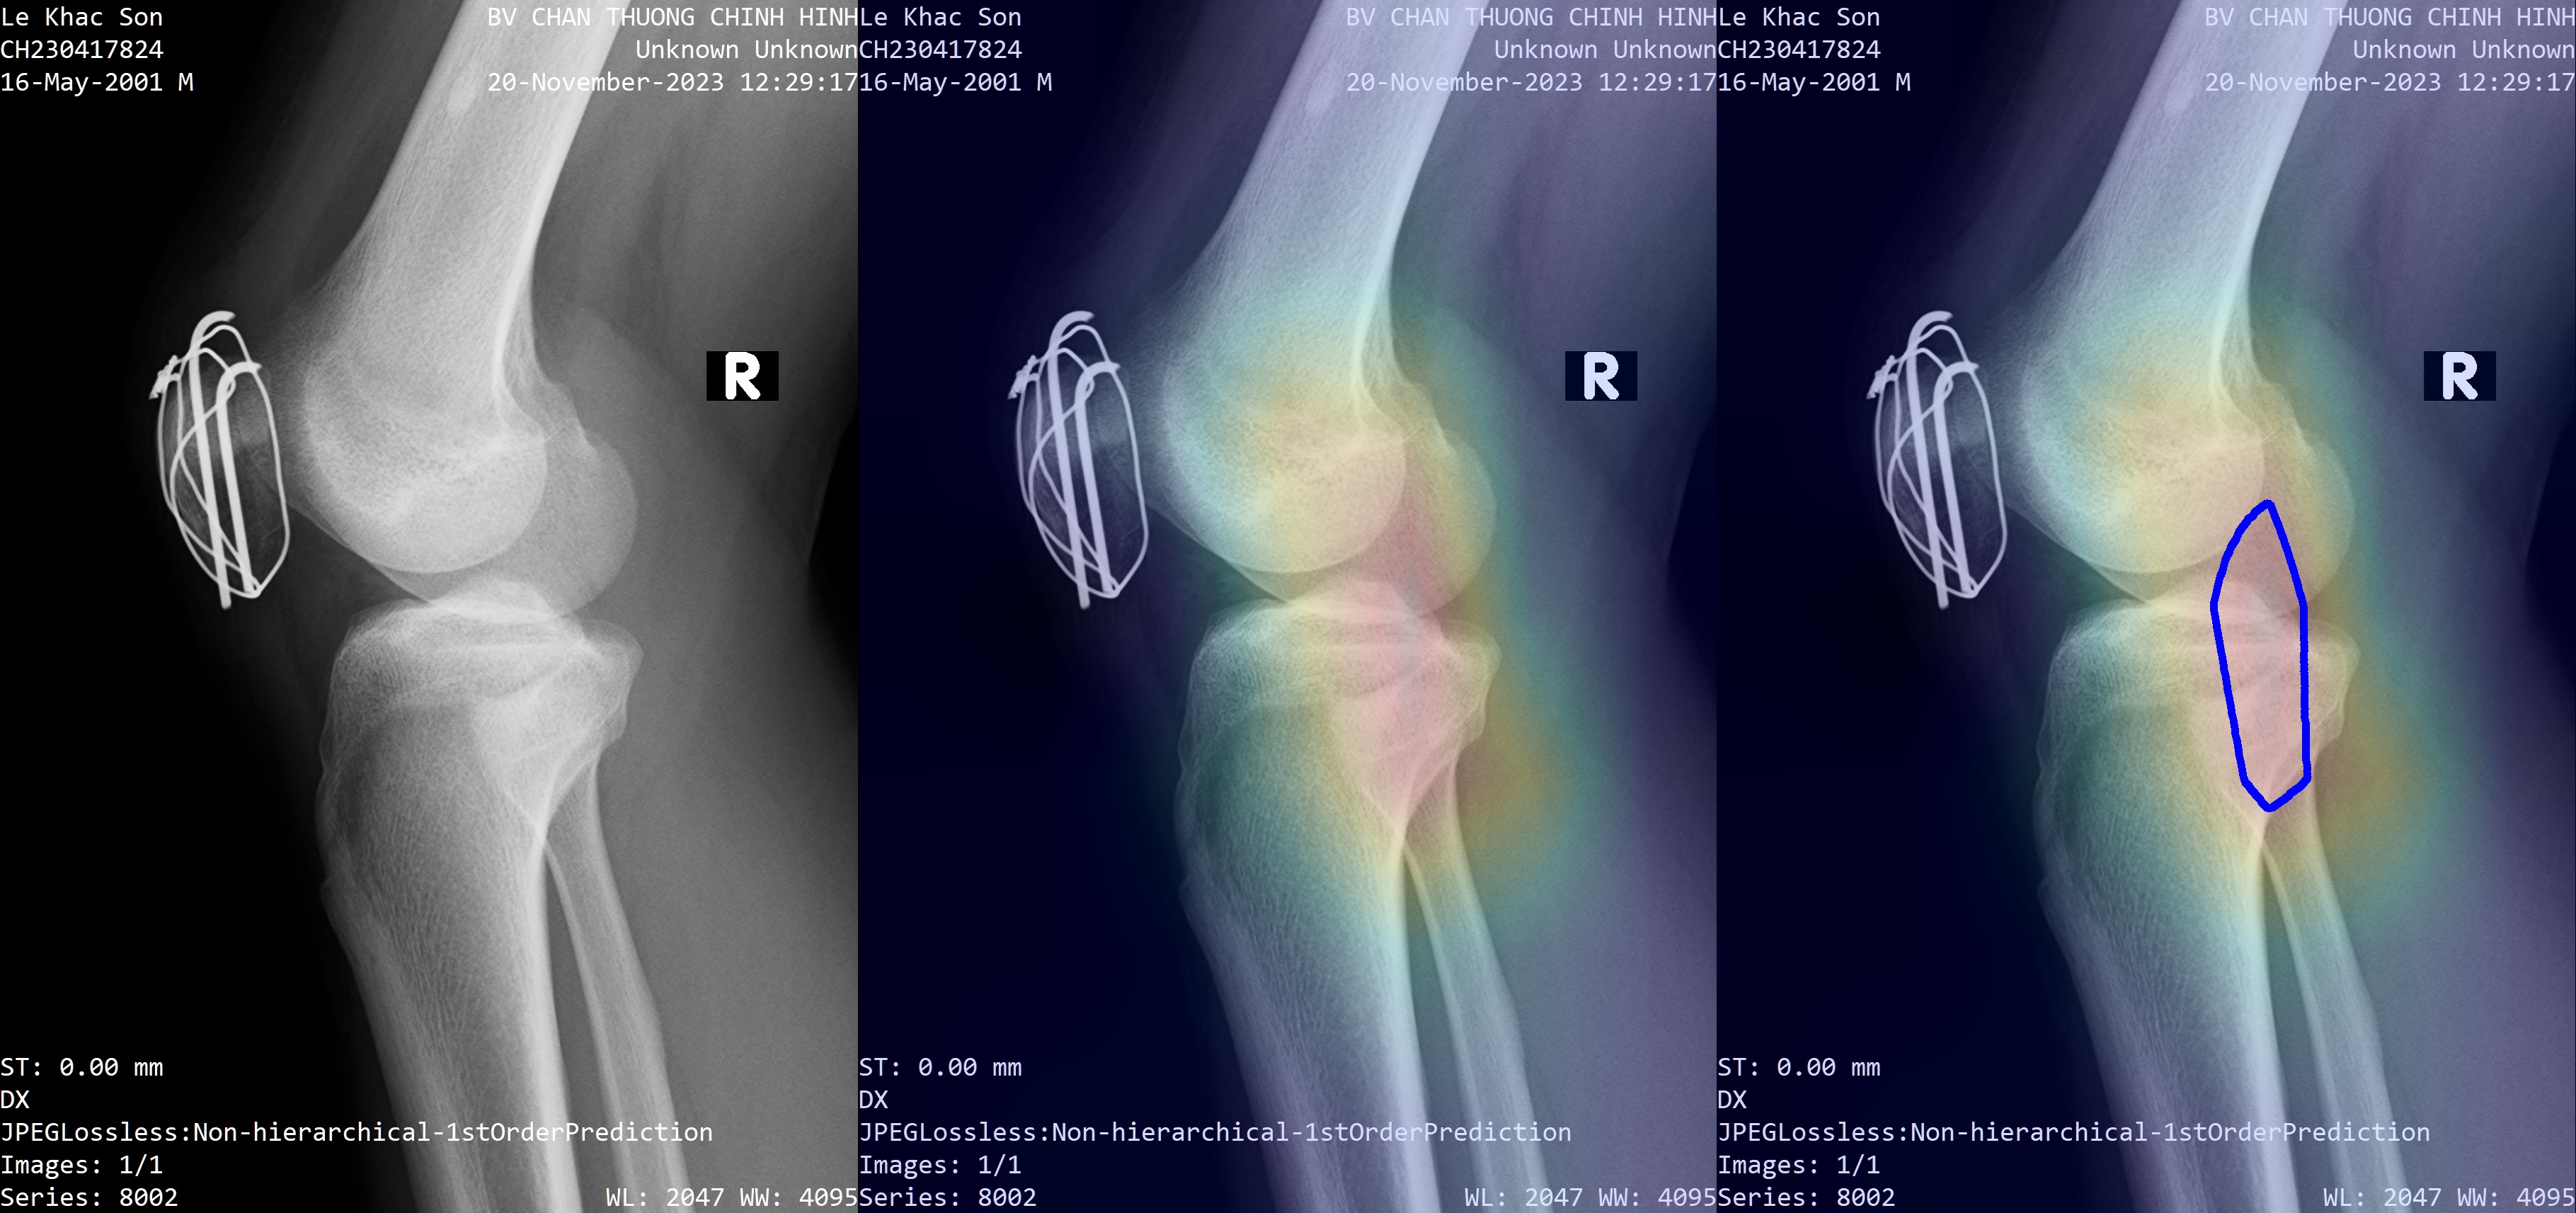 Le Khac Son
CH230417824
16-May-2001 M
BV CHAN THUONG CHINH HINH
Unknown Unknown
20-November-2023 12:29:17
R
ST: 0.00 mm
DX
JPEGLossless:Non-hierarchical-1stOrderPrediction
Images: 1/1
Series: 8002
WL: 2047 WW: 4095
Le Khac Son
CH230417824
16-May-2001 M
BV CHAN THUONG CHINH HINH
Unknown Unknown
20-November-2023 12:29:17
R
ST: 0.00 mm
DX
JPEGLossless:Non-hierarchical-1stOrderPrediction
Images: 1/1
Series: 8002
WL: 2047 WW: 4095
Le Khac Son
CH230417824
16-May-2001 M
BV CHAN THUONG CHINH HINH
Unknown Unknown
20-November-2023 12:29:17
R
ST: 0.00 mm
DX
JPEGLossless:Non-hierarchical-1stOrderPrediction
Images: 1/1
Series: 8002
WL: 2047 WW: 4095